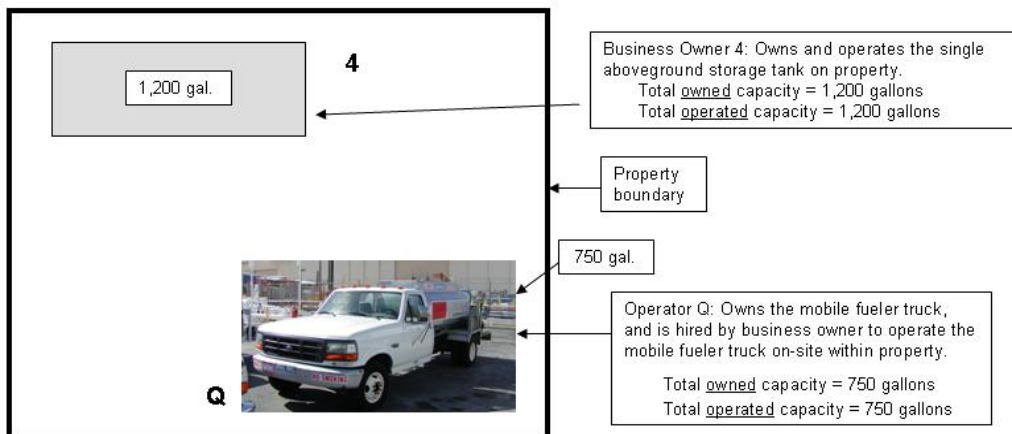 1,200 gal.
4
Business Owner 4: Owns and operates the single
aboveground storage tank on property.
Total owned capacity = 1,200 gallons
Total operated capacity = 1,200 gallons
Property
boundary
750 gal.
Operator Q: Owns the mobile fueler truck,
and is hired by business owner to operate the
mobile fueler truck on-site within property.
Total owned capacity = 750 gallons
Total operated capacity = 750 gallons
Q
NO SMOKING